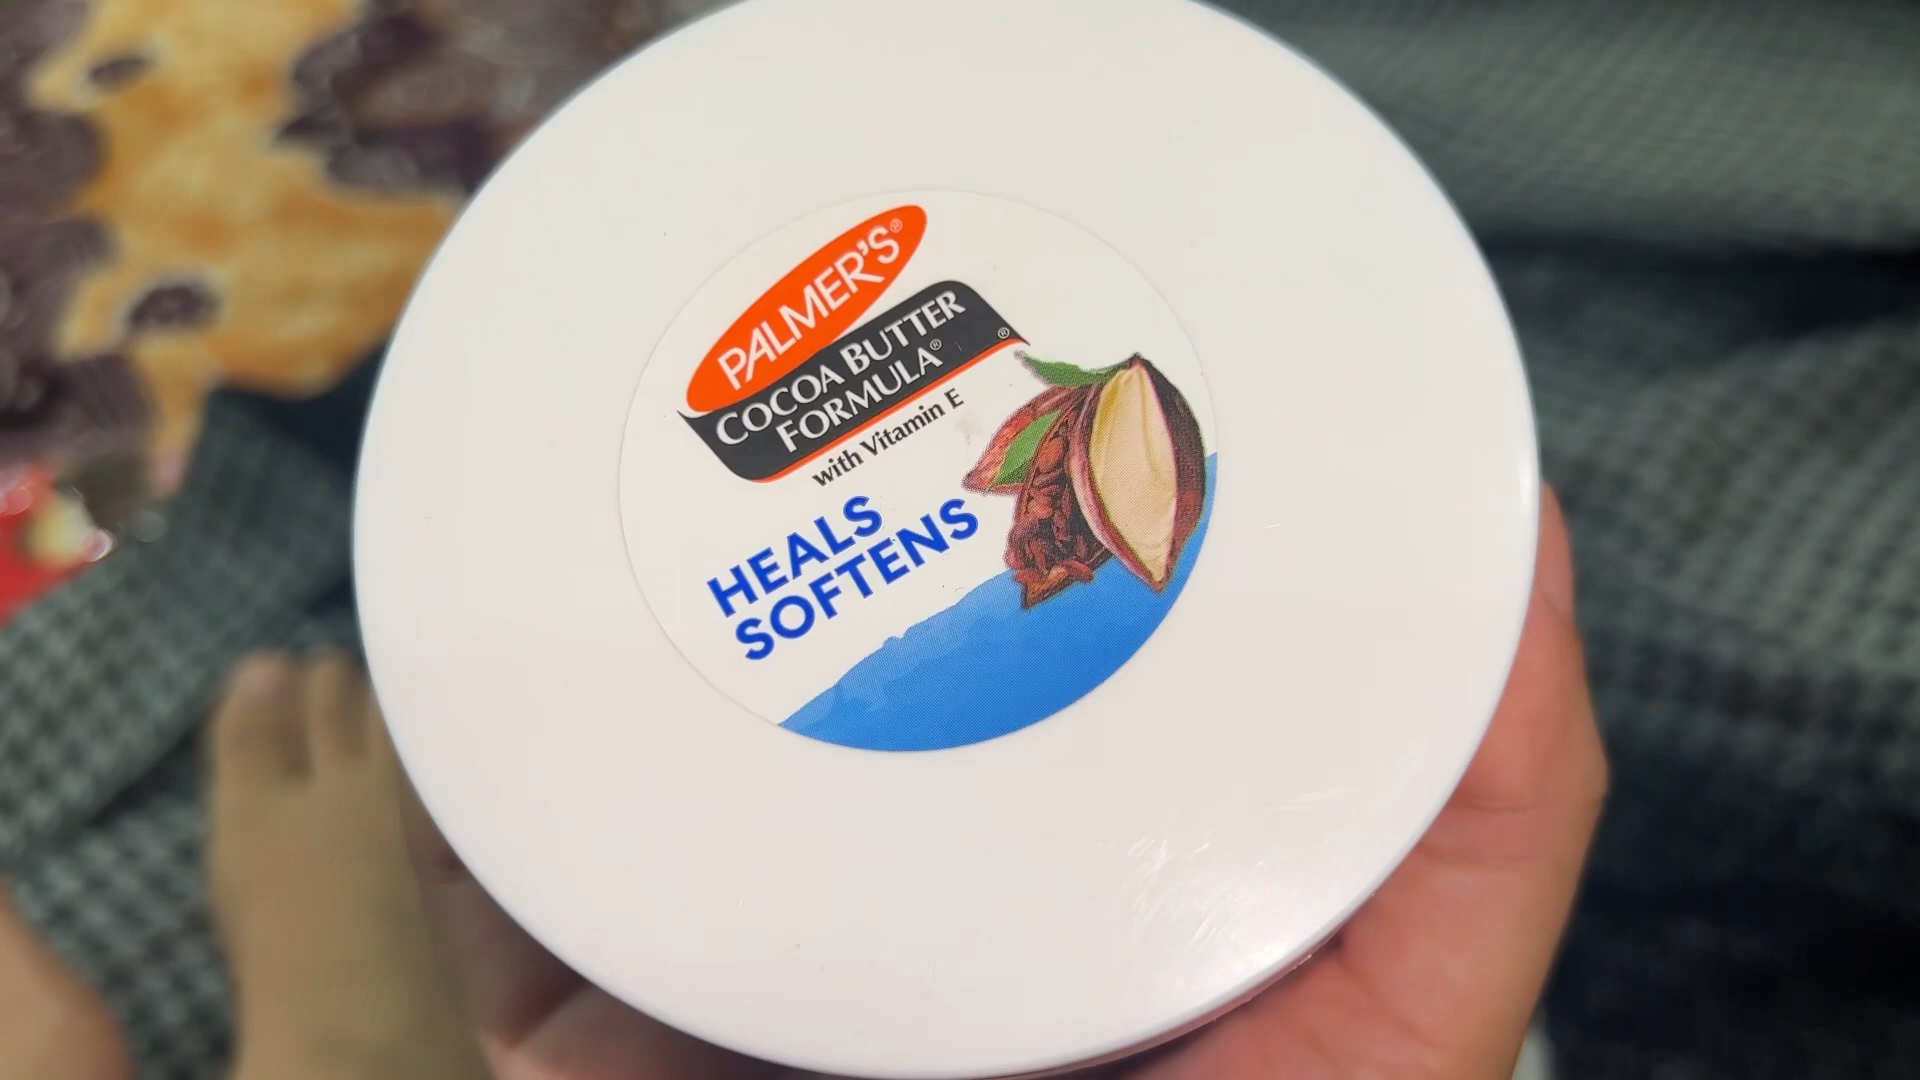 PALMER'S®
COCOA BUTTER
FORMULA® ®
with Vitamin E
HEALS
SOFTENS